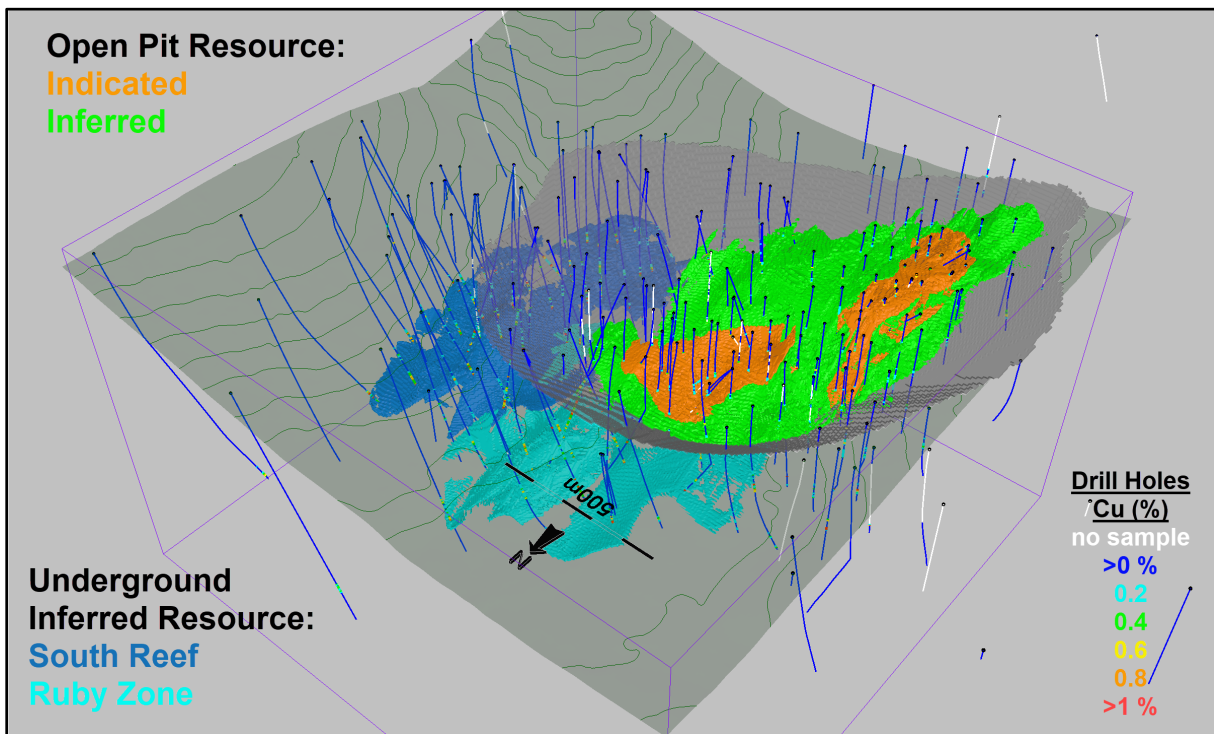 Open Pit Resource:
Indicated
Inferred
500m
N
Underground
Inferred Resource:
South Reef
Ruby Zone
Drill Holes
Cu (%)
no sample
>0 %
0.2
0.4
0.6
0.8
>1 %